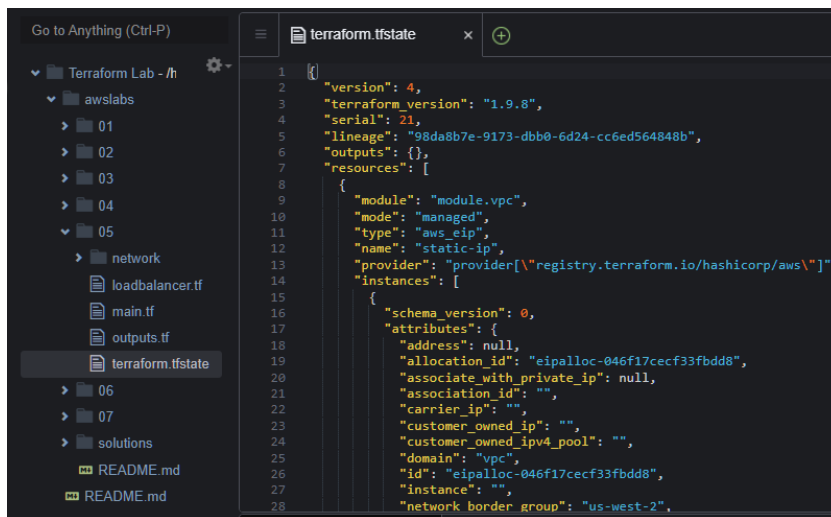 Go to Anything (Ctrl-P)
Terraform Lab - /h
awslabs
01
02
03
04
05
network
loadbalancer.tf
main.tf
outputs.tf
terraform.tfstate
06
07
solutions
README.md
README.md
terraform.tfstate ×
1 {
2 "version": 4,
3 "terraform_version": "1.9.8",
4 "serial": 21,
5 "lineage": "98da8b7e-9173-dbb0-6d24-cc6ed564848b",
6 "outputs": {},
7 "resources": [
8 {
9 "module": "module.vpc",
10 "mode": "managed",
11 "type": "aws_eip",
12 "name": "static-ip",
13 "provider": "provider[\"registry.terraform.io/hashicorp/aws\"]"
14 "instances": [
15 {
16 "schema_version": 0,
17 "attributes": {
18 "address": null,
19 "allocation_id": "eipalloc-046f17cecf33fbdd8",
20 "associate_with_private_ip": null,
21 "association_id": "",
22 "carrier_ip": "",
23 "customer_owned_ip": "",
24 "customer_owned_ipv4_pool": "",
25 "domain": "vpc",
26 "id": "eipalloc-046f17cecf33fbdd8",
27 "instance": "",
28 "network_border_group": "us-west-2",